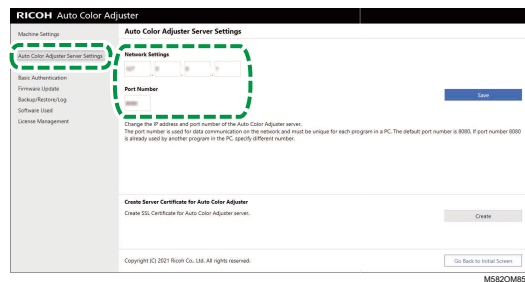 RICOH Auto Color Adjuster
Machine Settings
Auto Color Adjuster Server Settings
Basic Authentication
Firmware Update
Backup/Restore/Log
Software Used
License Management
Auto Color Adjuster Server Settings
Network Settings
Port Number
Save
Change the IP address and port number of the Auto Color Adjuster server.
The port number is used for data communication on the network and must be unique for each program in a PC. The default port number is 8080. If port number 8080
is already used by another program in the PC, specify different number.
Create Server Certificate for Auto Color Adjuster
Create SSL Certificate for Auto Color Adjuster server.
Create
Copyright (C) 2021 Ricoh Co., Ltd. All rights reserved.
Go Back to Initial Screen
M582OM85